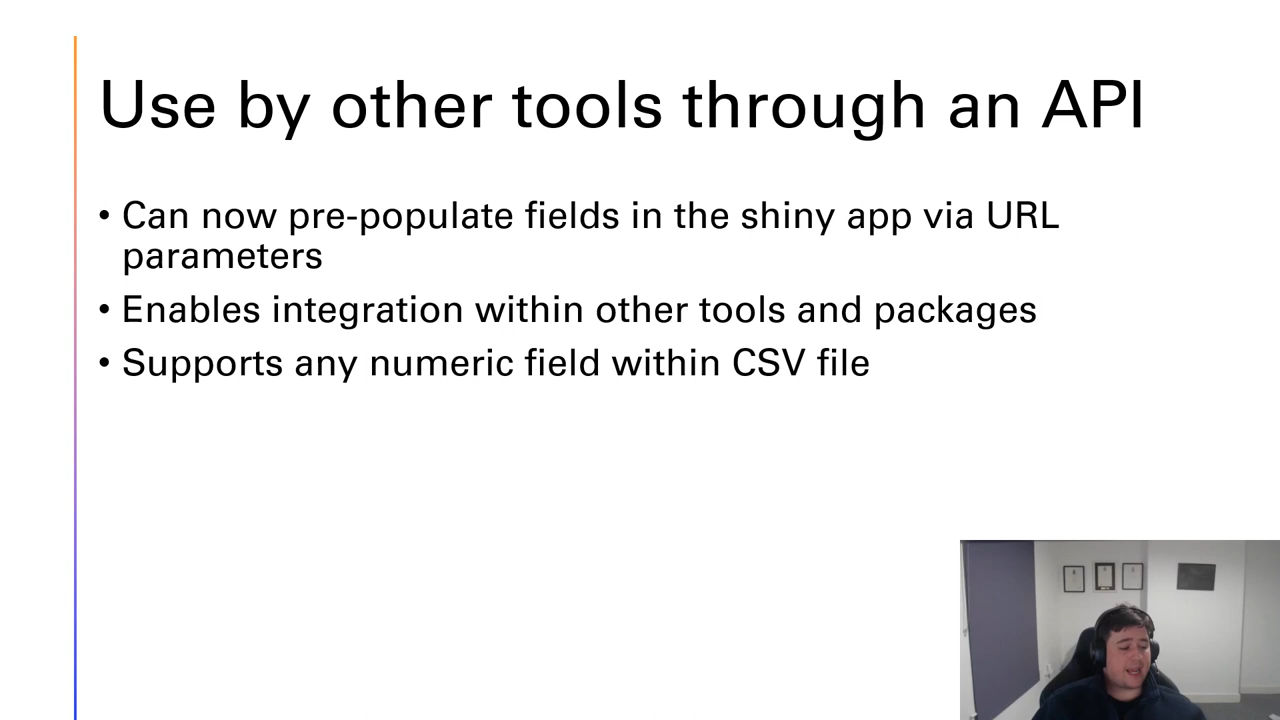 Use by other tools through an API
• Can now pre-populate fields in the shiny app via URL
parameters
• Enables integration within other tools and packages
• Supports any numeric field within CSV file